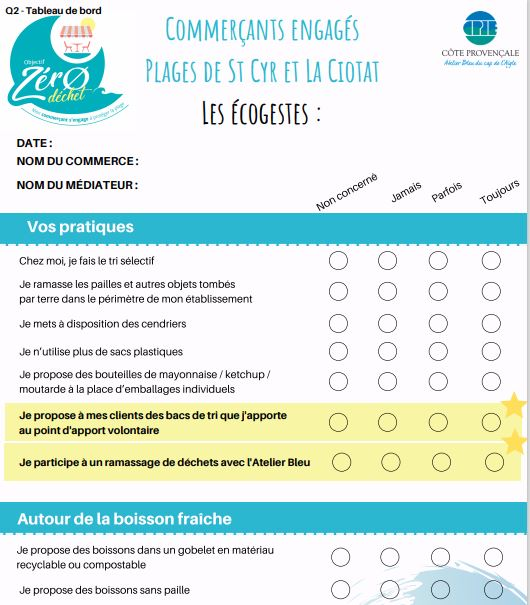 Q2 - Tableau de bord
Objectif
ZérO
déchet
Mon commerçant s'engage à protéger la plage
COMMERÇANTS ENGAGÉS
PLAGES DE ST CYR ET LA CIOTAT
LES ÉCOGESTES :
CPIE
CÔTE PROVENÇALE
Atelier Bleu du cap de l'Aigle
DATE :
NOM DU COMMERCE :
NOM DU MÉDIATEUR :
Non concerné
Jamais
Parfois
Toujours
Vos pratiques
Chez moi, je fais le tri sélectif
Je ramasse les pailles et autres objets tombés
par terre dans le périmètre de mon établissement
Je mets à disposition des cendriers
Je n'utilise plus de sacs plastiques
Je propose des bouteilles de mayonnaise / ketchup /
moutarde à la place d'emballages individuels
Je propose à mes clients des bacs de tri que j'apporte
au point d'apport volontaire
Je participe à un ramassage de déchets avec l'Atelier Bleu
Autour de la boisson fraîche
Je propose des boissons dans un gobelet en matériau
recyclable ou compostable
Je propose des boissons sans paille